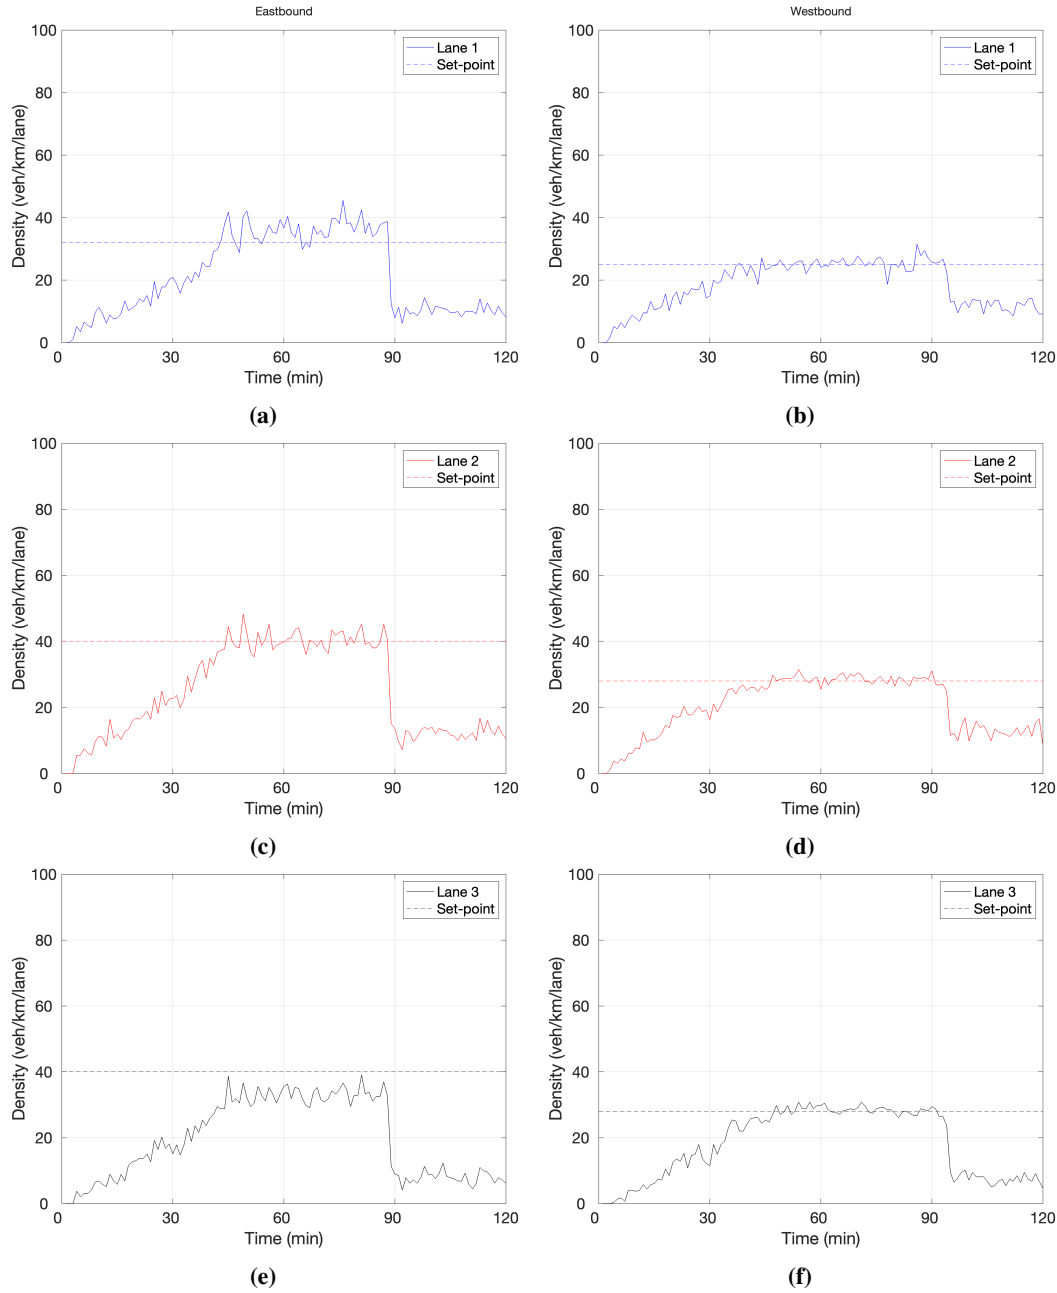 Eastbound
100
80
60
40
20
0
Density (veh/km/lane)
Lane 1
Set-point
0 30 60 90 120
Time (min)
(a)
Westbound
100
80
60
40
20
0
Density (veh/km/lane)
Lane 1
Set-point
0 30 60 90 120
Time (min)
(b)
100
80
60
40
20
0
Density (veh/km/lane)
Lane 2
Set-point
0 30 60 90 120
Time (min)
(c)
100
80
60
40
20
0
Density (veh/km/lane)
Lane 2
Set-point
0 30 60 90 120
Time (min)
(d)
100
80
60
40
20
0
Density (veh/km/lane)
Lane 3
Set-point
0 30 60 90 120
Time (min)
(e)
100
80
60
40
20
0
Density (veh/km/lane)
Lane 3
Set-point
0 30 60 90 120
Time (min)
(f)